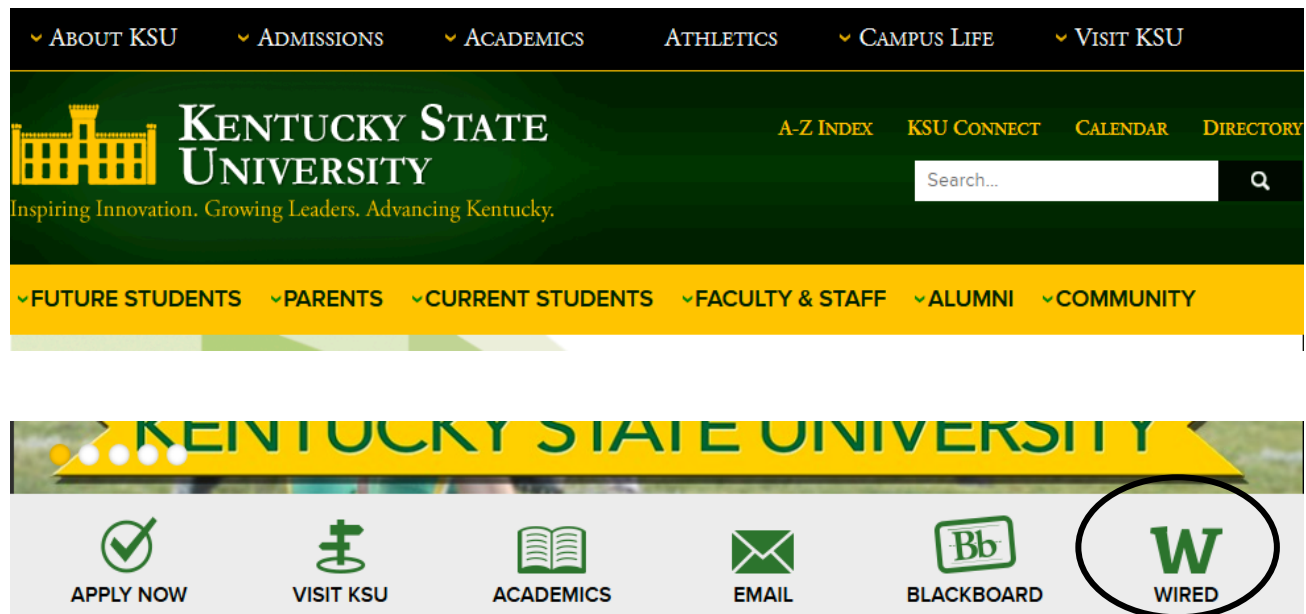 ABOUT KSU ADMISSIONS ACADEMICS ATHLETICS CAMPUS LIFE VISIT KSU
KENTUCKY STATE
UNIVERSITY
Inspiring Innovation. Growing Leaders. Advancing Kentucky.
A-Z INDEX KSU CONNECT CALENDAR DIRECTORY
Search...
FUTURE STUDENTS PARENTS CURRENT STUDENTS FACULTY & STAFF ALUMNI COMMUNITY
KENTUCKY STATE UNIVERSITY
Bb W
APPLY NOW VISIT KSU ACADEMICS EMAIL BLACKBOARD WIRED